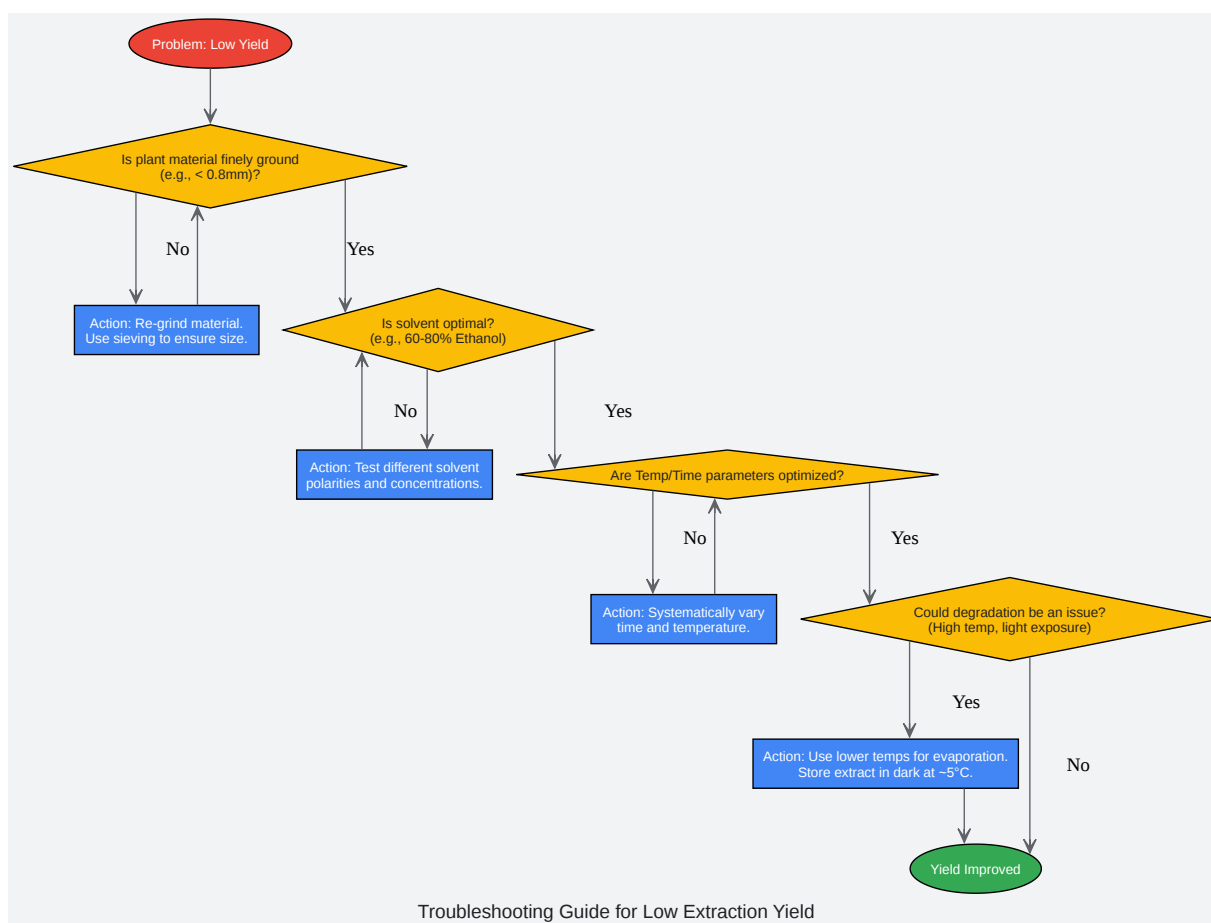 Problem: Low Yield
Is plant material finely ground
(e.g., < 0.8mm)?
No
Yes
Action: Re-grind material.
Use sieving to ensure size.
Is solvent optimal?
(e.g., 60-80% Ethanol)
No
Yes
Action: Test different solvent
polarities and concentrations.
Are Temp/Time parameters optimized?
No
Yes
Action: Systematically vary
time and temperature.
Could degradation be an issue?
(High temp, light exposure)
Yes
No
Action: Use lower temps for evaporation.
Store extract in dark at ~5°C.
Yield Improved
Troubleshooting Guide for Low Extraction Yield